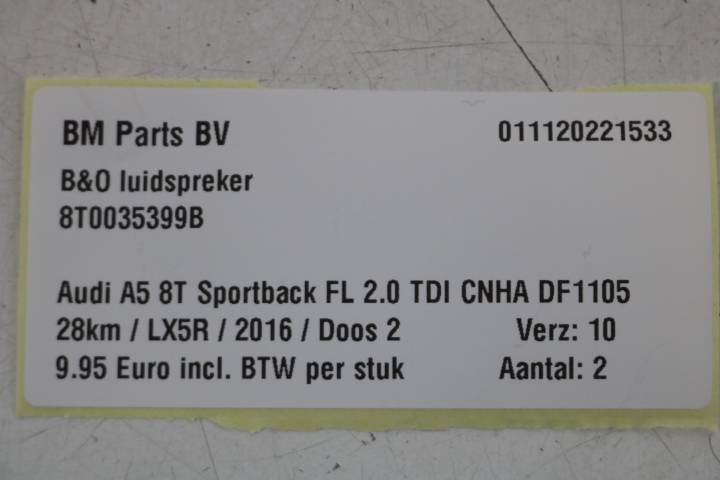 BM Parts BV 011120221533
B&O luidspreker
8T0035399B
Audi A5 8T Sportback FL 2.0 TDI CNHA DF1105
28km / LX5R / 2016 / Doos 2 Verz: 10
9.95 Euro incl. BTW per stuk Aantal: 2